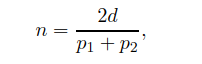 n = \frac{2d}{p_1 + p_2},